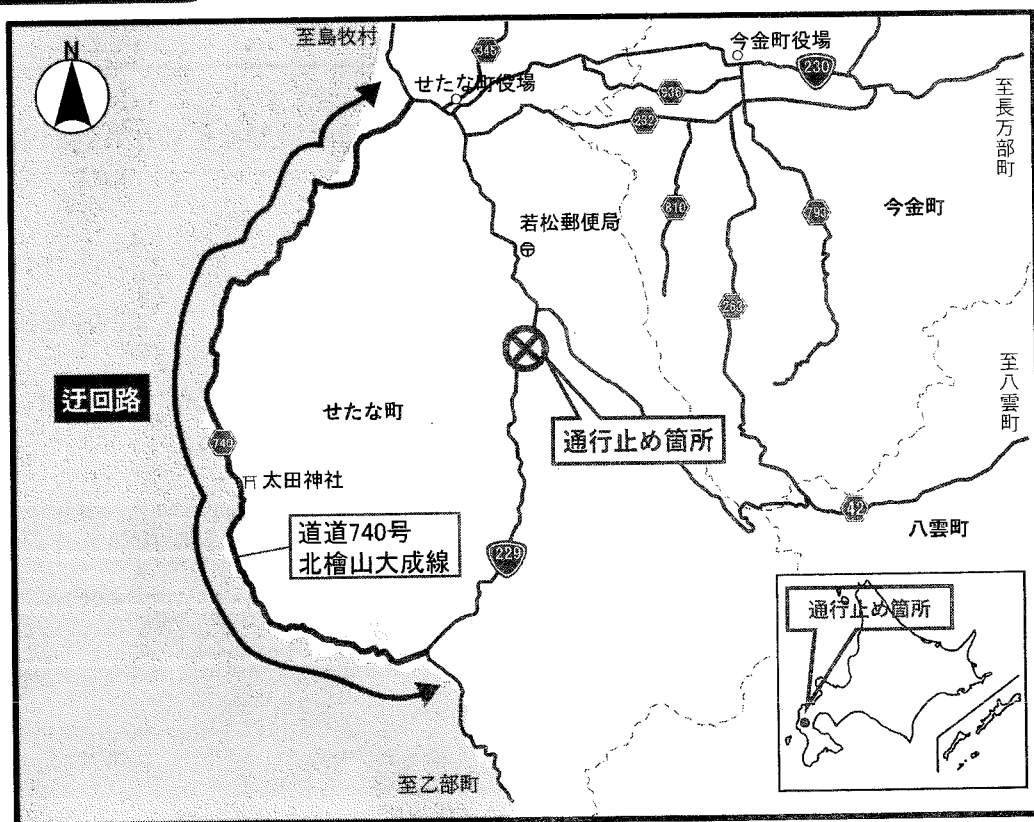 N
至島牧村
345
今金町役場
230
せたな町役場
936
232
至長万部町
810
793
今金町
若松郵便局
263
至八雲町
迂回路
せたな町
通行止め箇所
740
太田神社
42
八雲町
道道740号
北檜山大成線
229
通行止め箇所
至乙部町